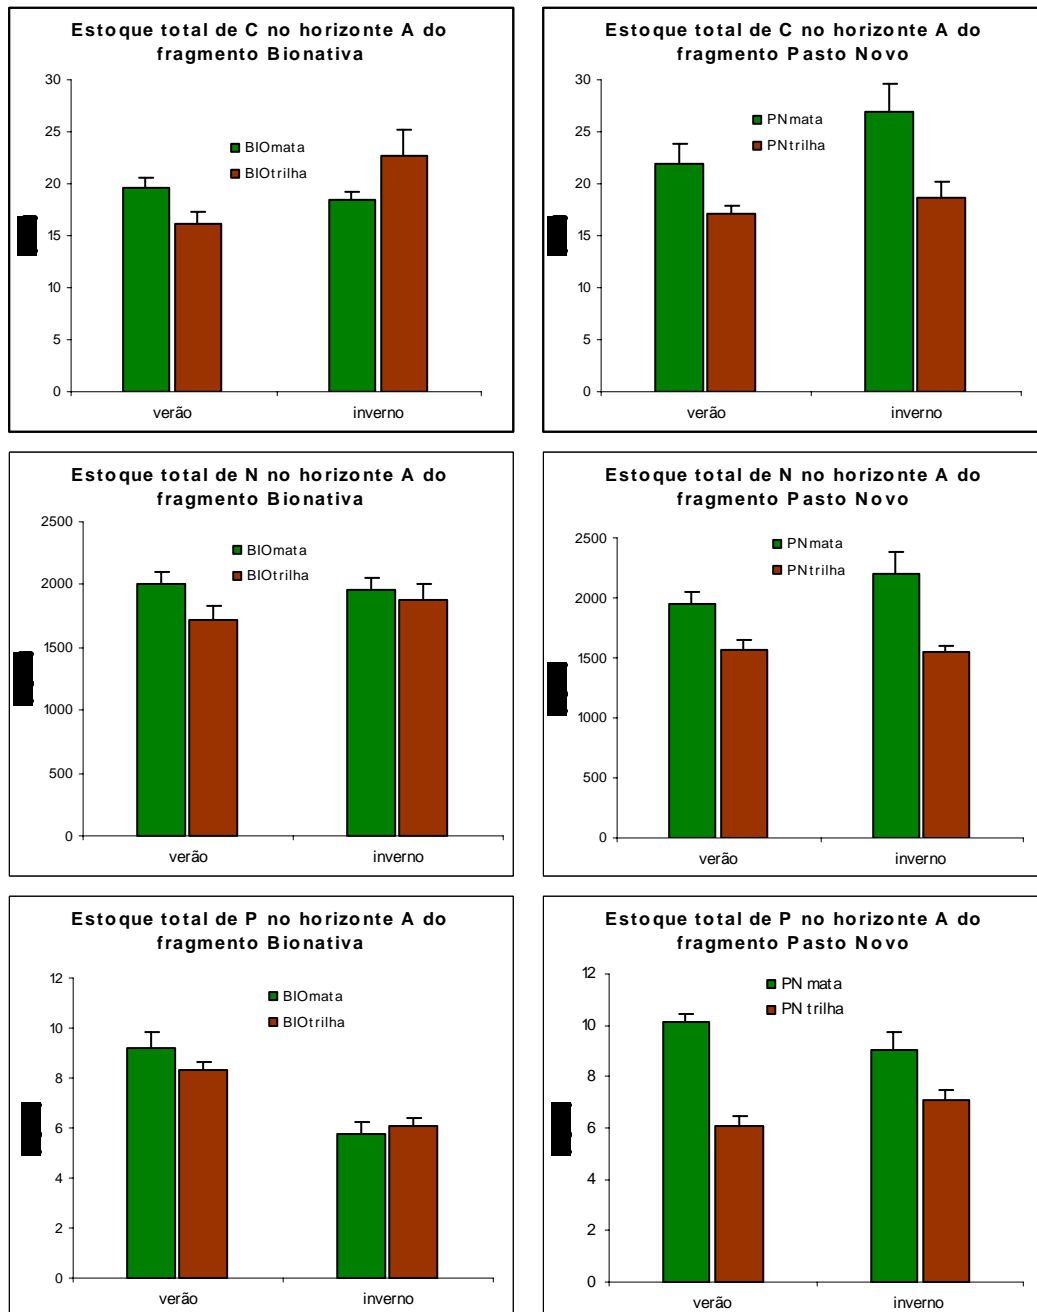 Estoque total de C no horizonte A do
fragmento Bionativa
30
25
20
15
10
5
0
BIOmata
BIOtrilha
verão
inverno
Estoque total de C no horizonte A do
fragmento Pasto Novo
30
25
20
15
10
5
0
PNmata
PNtrilha
verão
inverno
Estoque total de N no horizonte A do
fragmento Bionativa
2500
2000
1500
1000
500
0
BIOmata
BIOtrilha
verão
inverno
Estoque total de N no horizonte A do
fragmento Pasto Novo
2500
2000
1500
1000
500
0
PNmata
PNtrilha
verão
inverno
Estoque total de P no horizonte A do
fragmento Bionativa
12
10
8
6
4
2
0
BIOmata
BIOtrilha
verão
inverno
Estoque total de P no horizonte A do
fragmento Pasto Novo
12
10
8
6
4
2
0
PN mata
PN trilha
verão
inverno